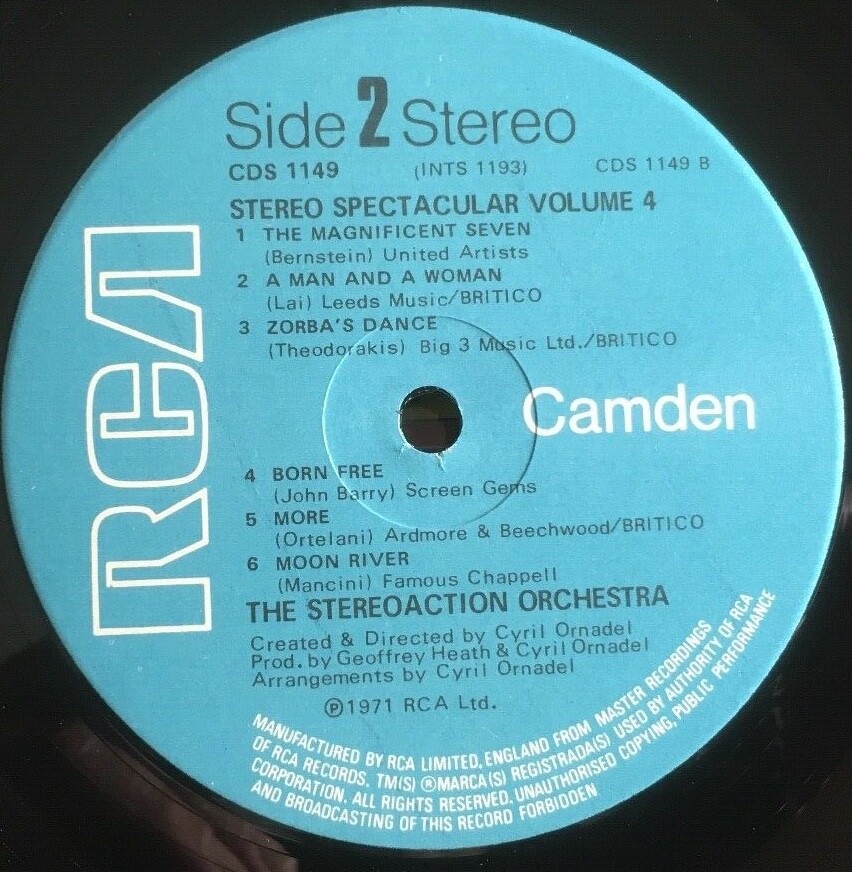 Side 2 Stereo
CDS 1149 (INTS 1193) CDS 1149 B
STEREO SPECTACULAR VOLUME 4
1 THE MAGNIFICENT SEVEN
(Bernstein) United Artists
2 A MAN AND A WOMAN
(Lai) Leeds Music/BRITICO
3 ZORBA'S DANCE
(Theodorakis) Big 3 Music Ltd./BRITICO
RCA
Camden
4 BORN FREE
(John Barry) Screen Gems
5 MORE
(Ortelani) Ardmore & Beechwood/BRITICO
6 MOON RIVER
(Mancini) Famous Chappell
THE STEREOACTION ORCHESTRA
Created & Directed by Cyril Ornadel
Prod. by Geoffrey Heath & Cyril Ornadel
Arrangements by Cyril Ornadel
Ⓟ1971 RCA Ltd.
MANUFACTURED BY RCA LIMITED, ENGLAND FROM MASTER RECORDINGS
OF RCA RECORDS. TM(S) ®MARCA(S) REGISTRADA(S) USED BY AUTHORITY OF RCA
CORPORATION. ALL RIGHTS RESERVED. UNAUTHORISED COPYING, PUBLIC PERFORMANCE
AND BROADCASTING OF THIS RECORD FORBIDDEN